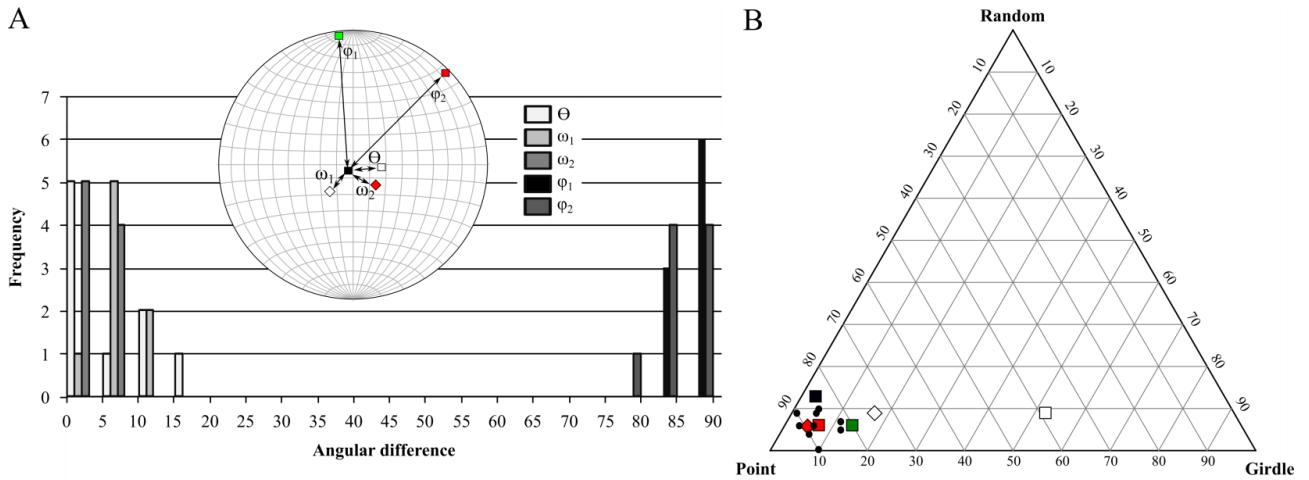 A
B
φ₁
φ₂
Θ
ω₁
ω₂
Θ
ω₁
ω₂
φ₁
φ₂
7
6
5
4
3
2
1
0
Frequency
0 5 10 15 20 25 30 35 40 45 50 55 60 65 70 75 80 85 90
Angular difference
Random
10 10
20 20
30 30
40 40
50 50
60 60
70 70
80 80
90 90
Point 10 20 30 40 50 60 70 80 90 Girdle